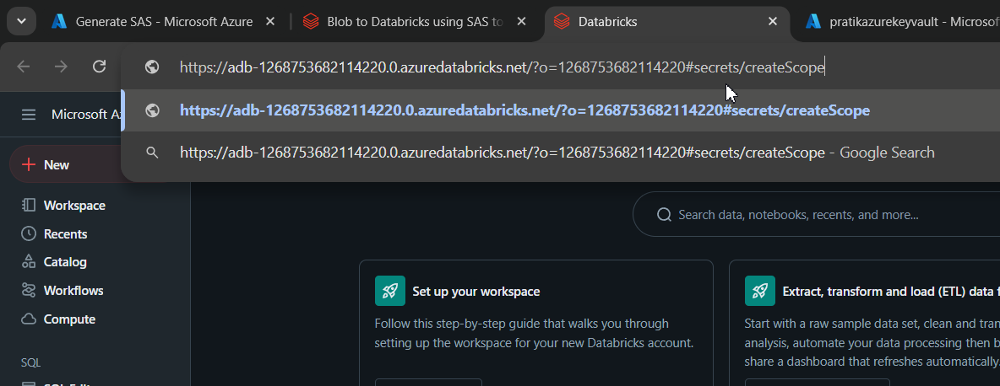 Generate SAS - Microsoft Azure
Blob to Databricks using SAS to
Databricks
pratikazurekeyvault - Microsof
https://adb-1268753682114220.0.azuredatabricks.net/?o=1268753682114220#secrets/createScope
https://adb-1268753682114220.0.azuredatabricks.net/?o=1268753682114220#secrets/createScope
https://adb-1268753682114220.0.azuredatabricks.net/?o=1268753682114220#secrets/createScope - Google Search
Microsoft Az
New
Workspace
Recents
Catalog
Workflows
Compute
SQL
Search data, notebooks, recents, and more...
Set up your workspace
Follow this step-by-step guide that walks you through
setting up the workspace for your new Databricks account.
Extract, transform and load (ETL) data f
Start with a raw sample data set, clean and tran
analysis, automate your data processing then b
share a dashboard that refreshes automatically.